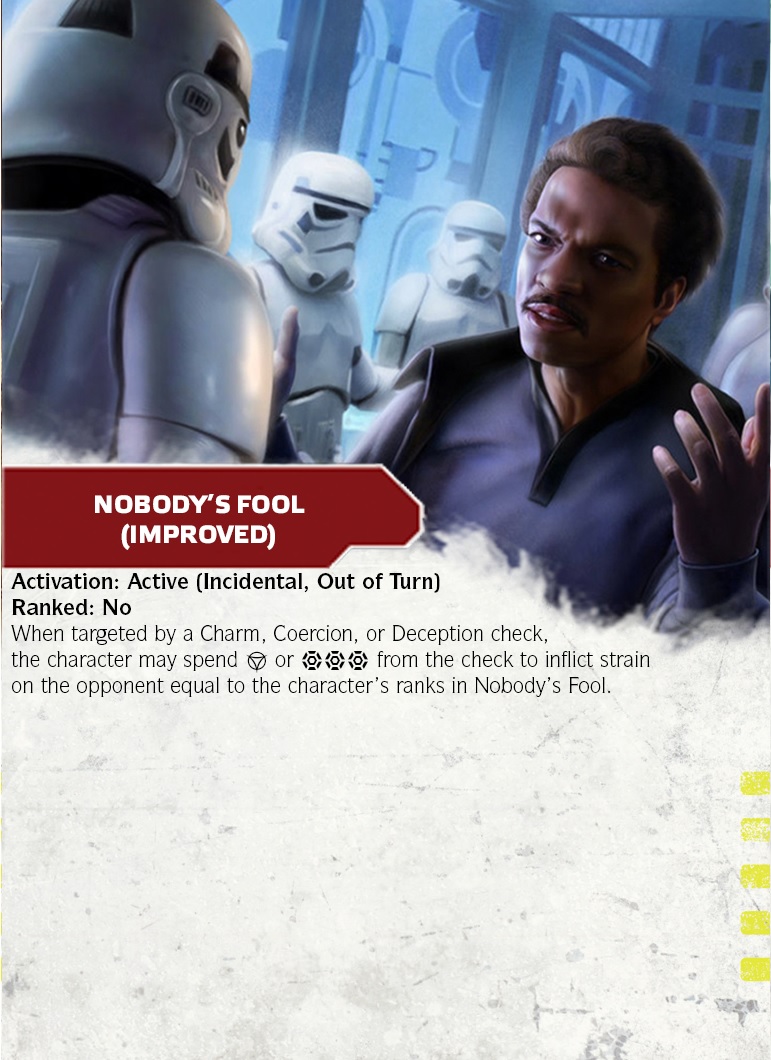 NOBODY'S FOOL
(IMPROVED)
Activation: Active (Incidental, Out of Turn)
Ranked: No
When targeted by a Charm, Coercion, or Deception check,
the character may spend or from the check to inflict strain
on the opponent equal to the character's ranks in Nobody's Fool.